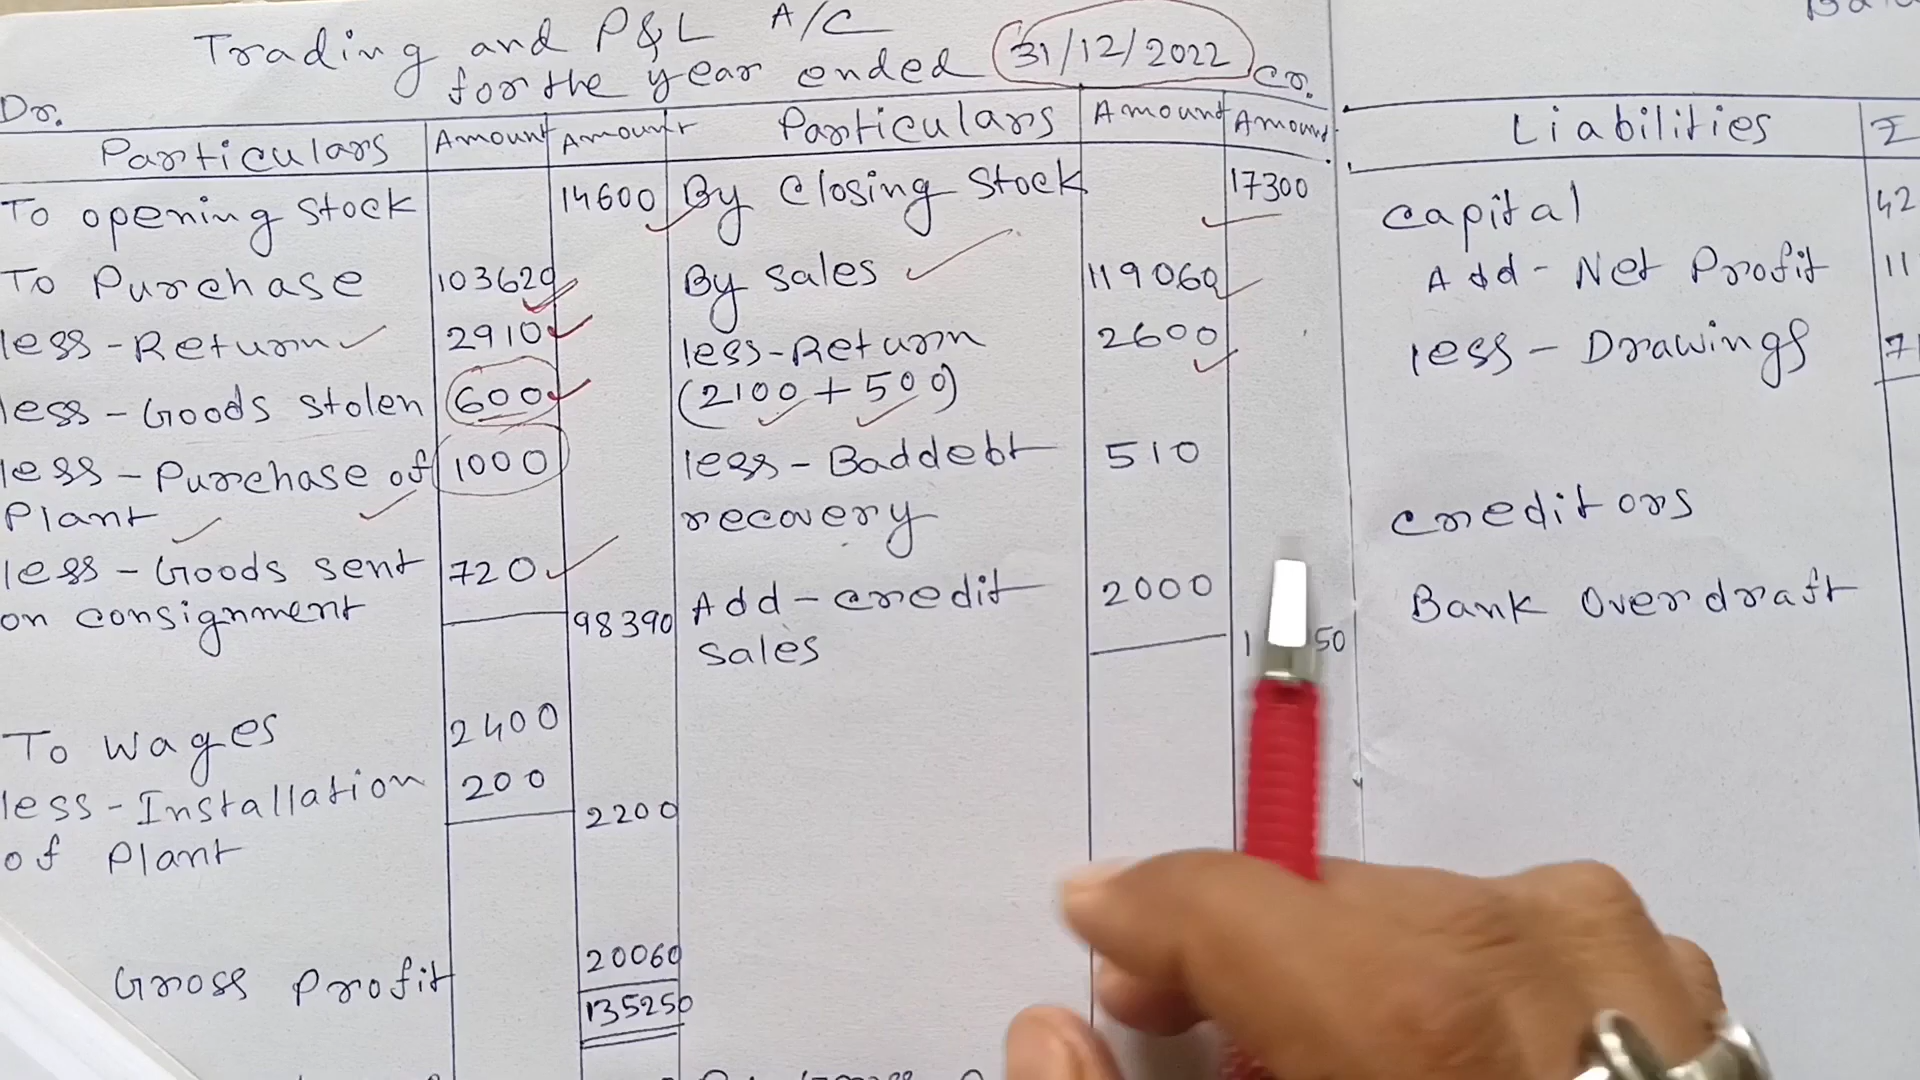 Trading and P&L A/C
for the year ended 31/12/2022
Dr. Cr.
Particulars Amount Amount Particulars Amount Amount
To opening stock 14600 By Closing Stock 17300
To Purchase 103620 By Sales 119060
less-Return 2910 less-Return 2600
less-Goods stolen 600 (2100+500)
less-Purchase of 1000 less-Baddebt 510
Plant recovery
less-Goods sent 720 Add-credit 2000
on consignment 98390 sales
To Wages 2400
less-Installation 200
of Plant 2200
Gross Profit 20060
135250
Liabilities ₹
Capital 42
Add-Net Profit 11
less-Drawings 7
Creditors
Bank Overdraft